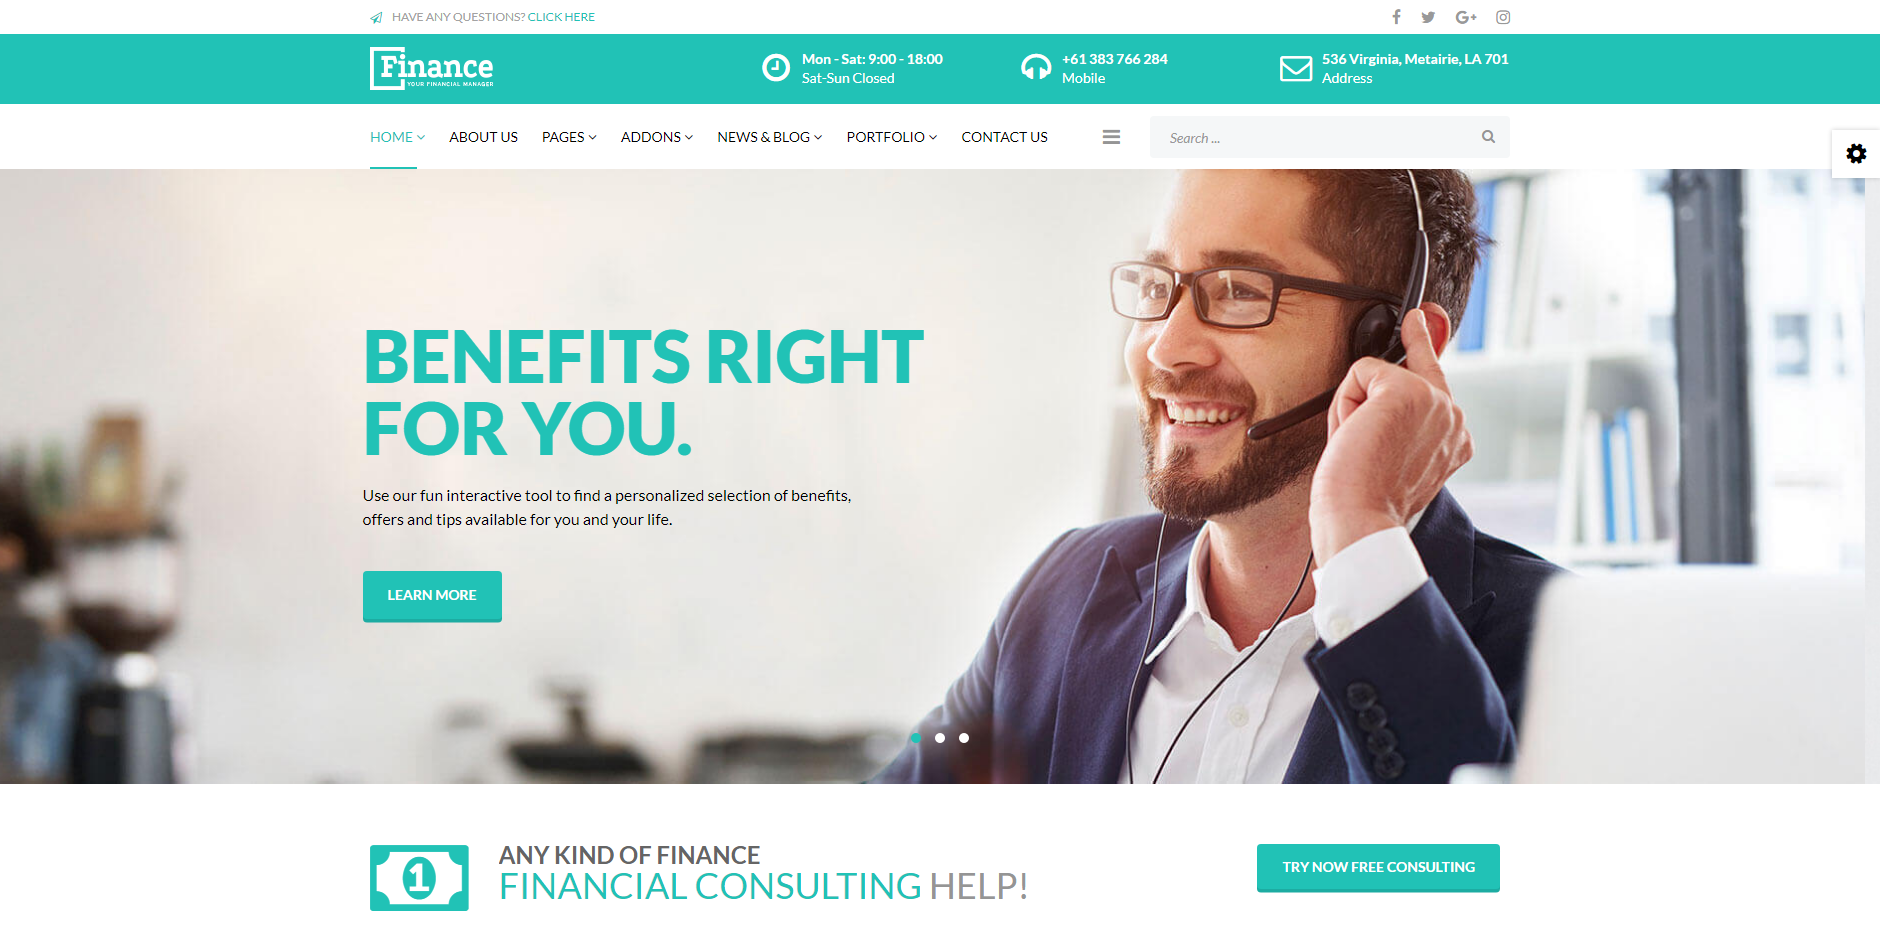 HAVE ANY QUESTIONS? CLICK HERE
Finance
YOUR FINANCIAL MANAGER
Mon - Sat: 9:00 - 18:00
Sat-Sun Closed
+61 383 766 284
Mobile
536 Virginia, Metairie, LA 701
Address
HOME ABOUT US PAGES ADDONS NEWS & BLOG PORTFOLIO CONTACT US
Search ...
BENEFITS RIGHT
FOR YOU.
Use our fun interactive tool to find a personalized selection of benefits,
offers and tips available for you and your life.
LEARN MORE
1
ANY KIND OF FINANCE
FINANCIAL CONSULTING HELP!
TRY NOW FREE CONSULTING